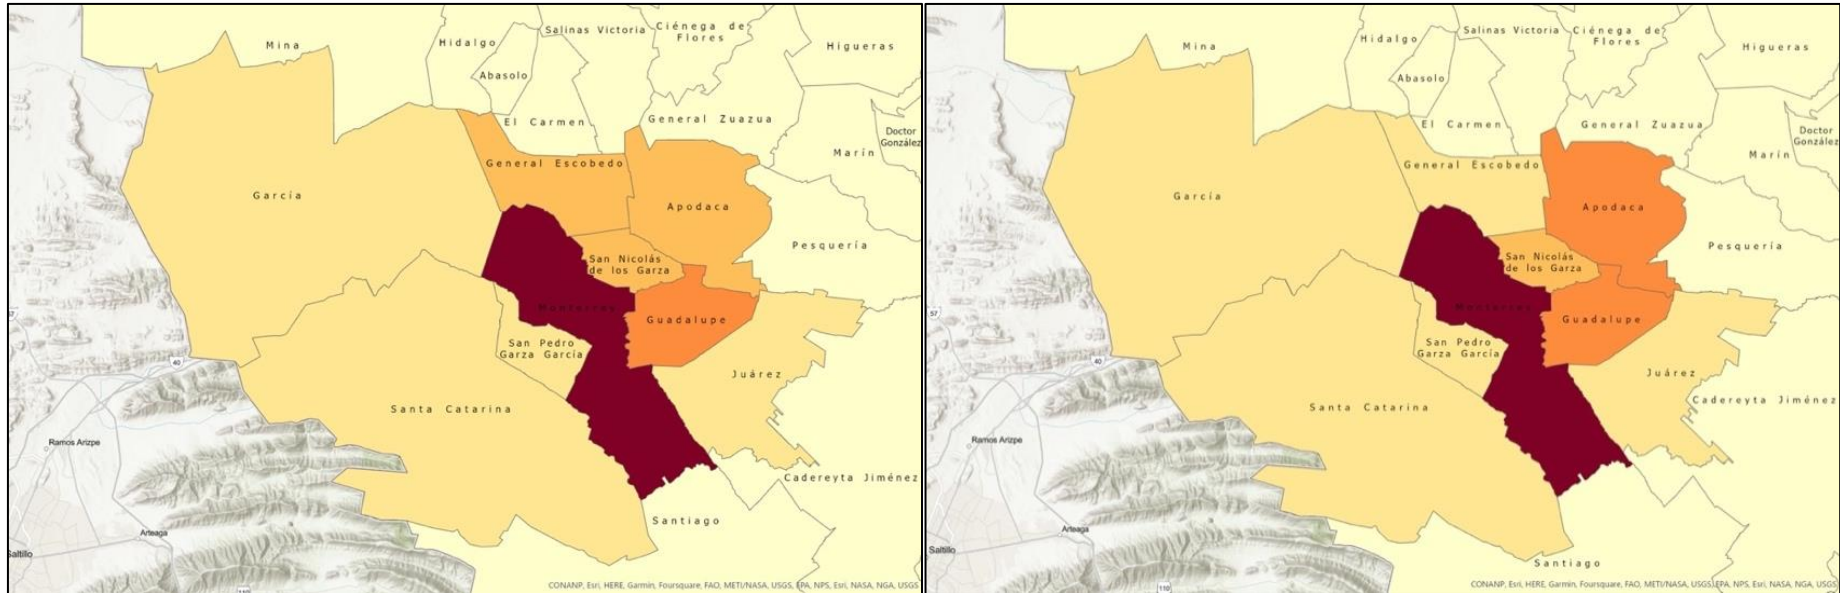 Mina
Hidalgo
Salinas Victoria
Ciénega de
Flores
Higueras
Abasolo
El Carmen
General Zuazua
Doctor
González
Marín
General Escobedo
García
Apodaca
Pesquería
San Nicolás
de los Garza
Monterrey
Guadalupe
San Pedro
Garza García
Juárez
Santa Catarina
40
Ramos Arizpe
Cadereyta Jiménez
Santiago
Arteaga
Saltillo
CONANP, Esri, HERE, Garmin, Foursquare, FAO, METI/NASA, USGS, EPA, NPS, Esri, NASA, NGA, USGS
110
Mina
Hidalgo
Salinas Victoria
Ciénega de
Flores
Higueras
Abasolo
El Carmen
General Zuazua
Doctor
González
Marín
General Escobedo
García
Apodaca
Pesquería
San Nicolás
de los Garza
Monterrey
57
Guadalupe
San Pedro
Garza García
40
Juárez
Santa Catarina
Cadereyta Jiménez
Ramos Arizpe
Arteaga
Saltillo
Santiago
CONANP, Esri, HERE, Garmin, Foursquare, FAO, METI/NASA, USGS, EPA, NPS, Esri, NASA, NGA, USGS
110